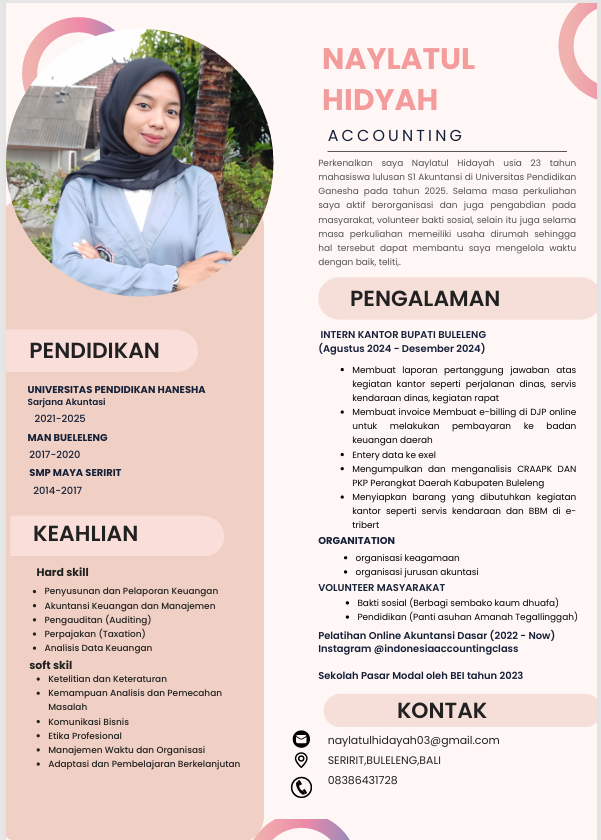 NAYLATUL
HIDYAH
ACCOUNTING
Perkenalkan saya Naylatul Hidayah usia 23 tahun
mahasiswa lulusan S1 Akuntansi di Universitas Pendidikan
Ganesha pada tahun 2025. Selama masa perkuliahan
saya aktif berorganisasi dan juga pengabdian pada
masyarakat, volunteer bakti sosial, selain itu juga selama
masa perkuliahan memeiliki usaha dirumah sehingga
hal tersebut dapat membantu saya mengelola waktu
dengan baik, teliti,.
PENDIDIKAN
UNIVERSITAS PENDIDIKAN HANESHA
Sarjana Akuntasi
2021-2025
MAN BUELELENG
2017-2020
SMP MAYA SERIRIT
2014-2017
KEAHLIAN
Hard skill
• Penyusunan dan Pelaporan Keuangan
• Akuntansi Keuangan dan Manajemen
• Pengauditan (Auditing)
• Perpajakan (Taxation)
• Analisis Data Keuangan
soft skil
• Ketelitian dan Keteraturan
• Kemampuan Analisis dan Pemecahan
Masalah
• Komunikasi Bisnis
• Etika Profesional
• Manajemen Waktu dan Organisasi
• Adaptasi dan Pembelajaran Berkelanjutan
PENGALAMAN
INTERN KANTOR BUPATI BULELENG
(Agustus 2024 - Desember 2024)
• Membuat laporan pertanggung jawaban atas
kegiatan kantor seperti perjalanan dinas, servis
kendaraan dinas, kegiatan rapat
• Membuat invoice Membuat e-billing di DJP online
untuk melakukan pembayaran ke badan
keuangan daerah
• Entery data ke exel
• Mengumpulkan dan menganalisis CRAAPK DAN
PKP Perangkat Daerah Kabupaten Buleleng
• Menyiapkan barang yang dibutuhkan kegiatan
kantor seperti servis kendaraan dan BBM di e-
tribert
ORGANITATION
• organisasi keagamaan
• organisasi jurusan akuntasi
VOLUNTEER MASYARAKAT
• Bakti sosial (Berbagi sembako kaum dhuafa)
• Pendidikan (Panti asuhan Amanah Tegallinggah)
Pelatihan Online Akuntansi Dasar (2022 - Now)
Instagram @indonesiaaccountingclass
Sekolah Pasar Modal oleh BEI tahun 2023
KONTAK
naylatulhidayah03@gmail.com
SERIRIT,BULELENG,BALI
08386431728